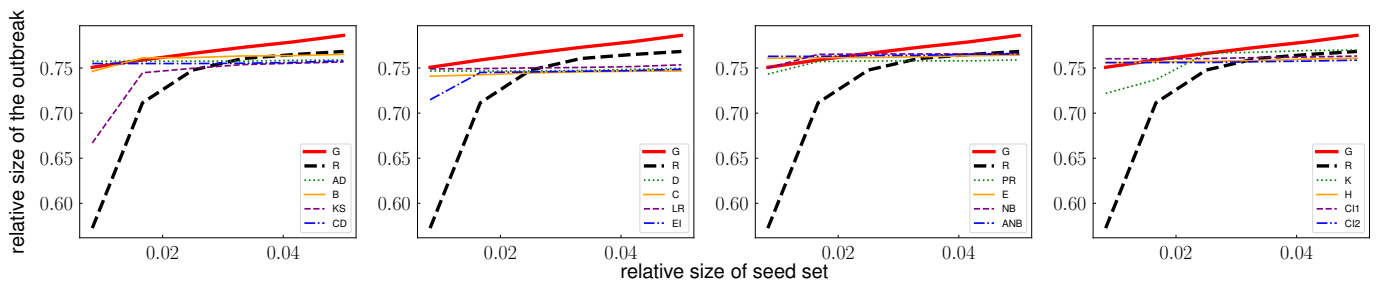 relative size of the outbreak
0.75
0.70
0.65
0.60
0.02
0.04
G
R
AD
B
KS
CD
0.75
0.70
0.65
0.60
0.02
0.04
G
R
D
C
LR
EI
0.75
0.70
0.65
0.60
0.02
0.04
G
R
PR
E
NB
ANB
0.75
0.70
0.65
0.60
0.02
0.04
G
R
K
H
CI1
CI2
relative size of seed set